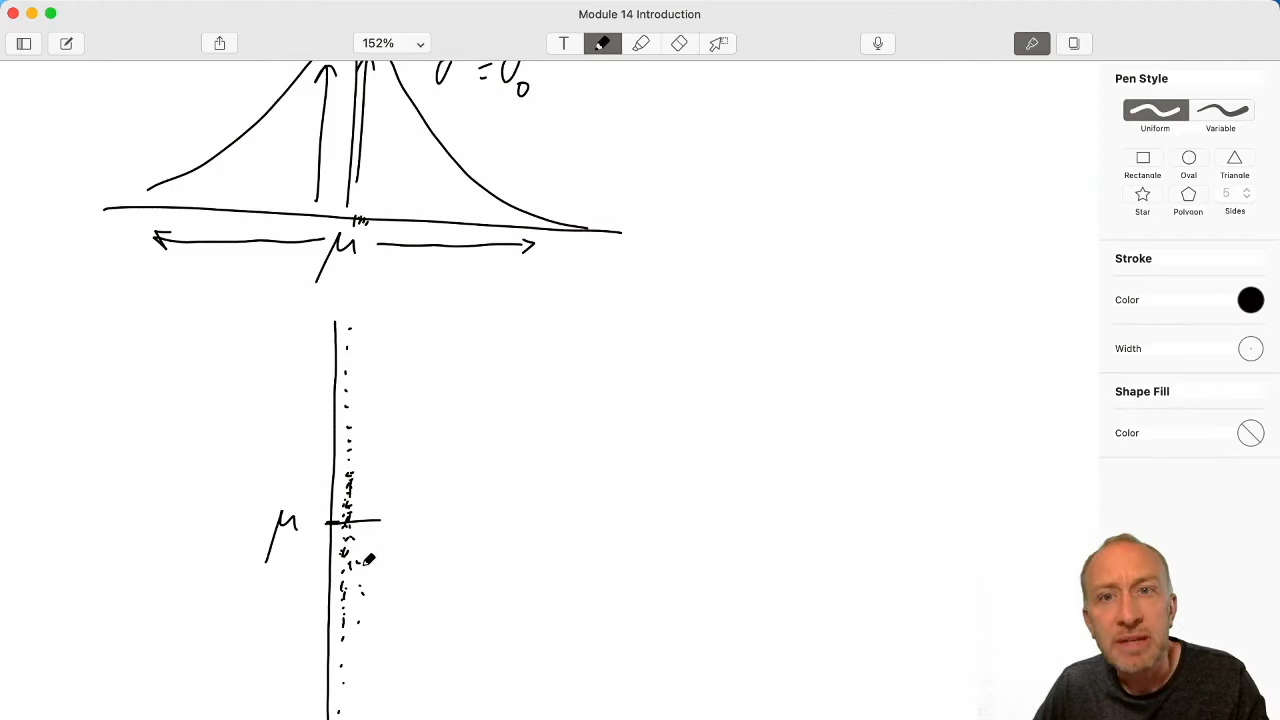 Module 14 Introduction
152%
T
Pen Style
Uniform Variable
Rectangle Oval Triangle
5
Star Polygon Sides
Stroke
Color
Width
Shape Fill
Color
μ
μ